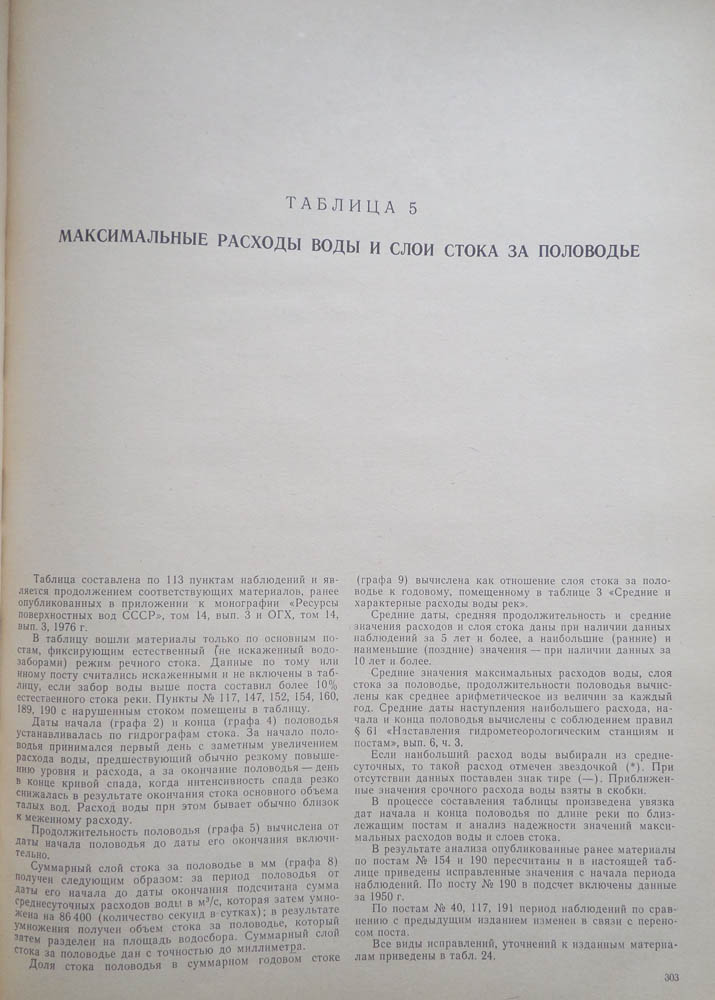 ТАБЛИЦА 5
МАКСИМАЛЬНЫЕ РАСХОДЫ ВОДЫ И СЛОИ СТОКА ЗА ПОЛОВОДЬЕ
Таблица составлена по 113 пунктам наблюдений и яв-
ляется продолжением соответствующих материалов, ранее
опубликованных в приложении к монографии «Ресурсы
поверхностных вод СССР», том 14, вып. 3 и ОГХ, том 14,
вып. 3, 1976 г.
В таблицу вошли материалы только по основным по-
стам, фиксирующим естественный (не искаженный водо-
заборами) режим речного стока. Данные по тому или
иному посту считались искаженными и не включены в таб-
лицу, если забор воды выше поста составил более 10%
естественного стока реки. Пункты № 117, 147, 152, 154, 160,
189, 190 с нарушенным стоком помещены в таблицу.
Даты начала (графа 2) и конца (графа 4) половодья
устанавливалась по гидрографам стока. За начало поло-
водья принимался первый день с заметным увеличением
расхода воды, предшествующий обычно резкому повыше-
нию уровня и расхода, а за окончание половодья — день
в конце кривой спада, когда интенсивность спада резко
снижалась в результате окончания стока основного объема
талых вод. Расход воды при этом бывает обычно близок
к меженному расходу.
Продолжительность половодья (графа 5) вычислена от
даты начала половодья до даты его окончания включи-
тельно.
Суммарный слой стока за половодье в мм (графа 8)
получен следующим образом: за период половодья от
даты его начала до даты окончания подсчитана сумма
среднесуточных расходов воды в м³/с, которая затем умно-
жена на 86 400 (количество секунд в сутках); в результате
умножения получен объем стока за половодье, который
затем разделен на площадь водосбора. Суммарный слой
стока за половодье дан с точностью до миллиметра.
Доля стока половодья в суммарном годовом стоке
(графа 9) вычислена как отношение слоя стока за поло-
водье к годовому, помещенному в таблице 3 «Средние и
характерные расходы воды рек».
Средние даты, средняя продолжительность и средние
значения расходов и слоя стока даны при наличии данных
наблюдений за 5 лет и более, а наибольшие (ранние) и
наименьшие (поздние) значения — при наличии данных за
10 лет и более.
Средние значения максимальных расходов воды, слоя
стока за половодье, продолжительности половодья вычис-
лены как среднее арифметическое из величин за каждый
год. Средние даты наступления наибольшего расхода, на-
чала и конца половодья вычислены с соблюдением правил
§ 61 «Наставления гидрометеорологическим станциям и
постам», вып. 6, ч. 3.
Если наибольший расход воды выбирали из средне-
суточных, то такой расход отмечен звездочкой (*). При
отсутствии данных поставлен знак тире (—). Приближен-
ные значения срочного расхода воды взяты в скобки.
В процессе составления таблицы произведена увязка
дат начала и конца половодья по длине реки по близ-
лежащим постам и анализ надежности значений макси-
мальных расходов воды и слоев стока.
В результате анализа опубликованные ранее материалы
по постам № 154 и 190 пересчитаны и в настоящей таб-
лице приведены исправленные значения с начала периода
наблюдений. По посту № 190 в подсчет включены данные
за 1950 г.
По постам № 40, 117, 191 период наблюдений по срав-
нению с предыдущим изданием изменен в связи с перено-
сом поста.
Все виды исправлений, уточнений к изданным материа-
лам приведены в табл. 24.
303